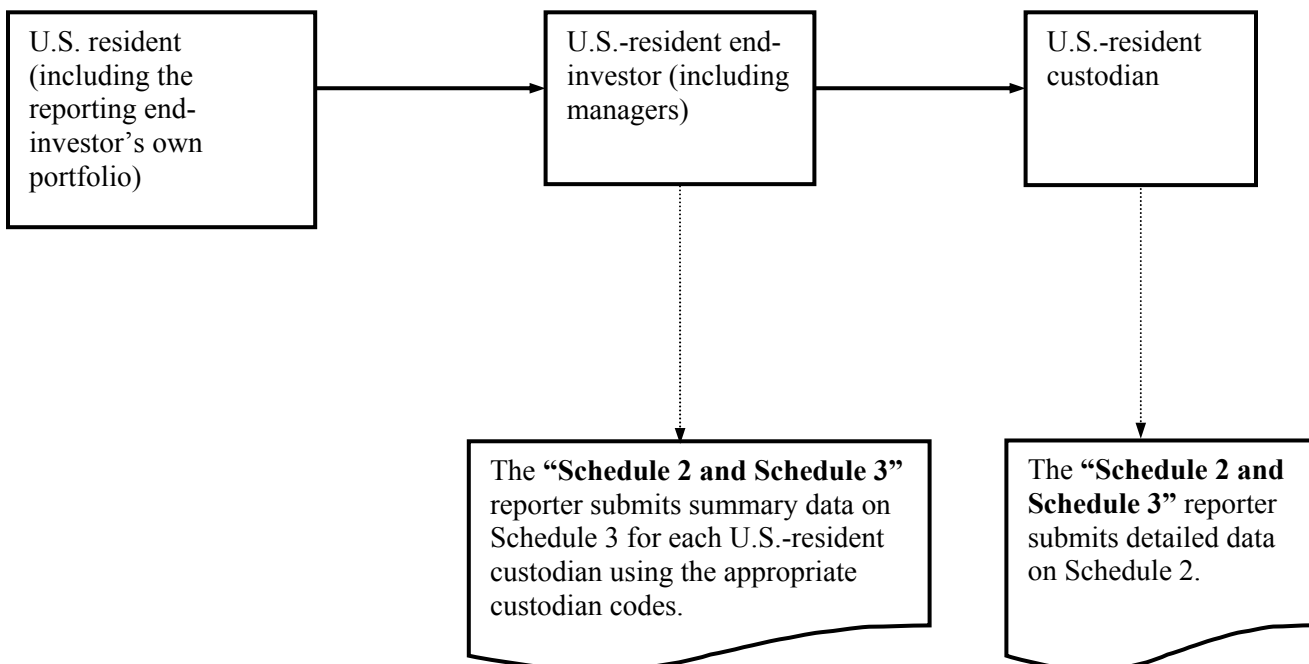 U.S. resident
(including the
reporting end-
investor’s own
portfolio)
U.S.-resident end-
investor (including
managers)
U.S.-resident
custodian
The “Schedule 2 and Schedule 3”
reporter submits summary data on
Schedule 3 for each U.S.-resident
custodian using the appropriate
custodian codes.
The “Schedule 2 and
Schedule 3” reporter
submits detailed data
on Schedule 2.